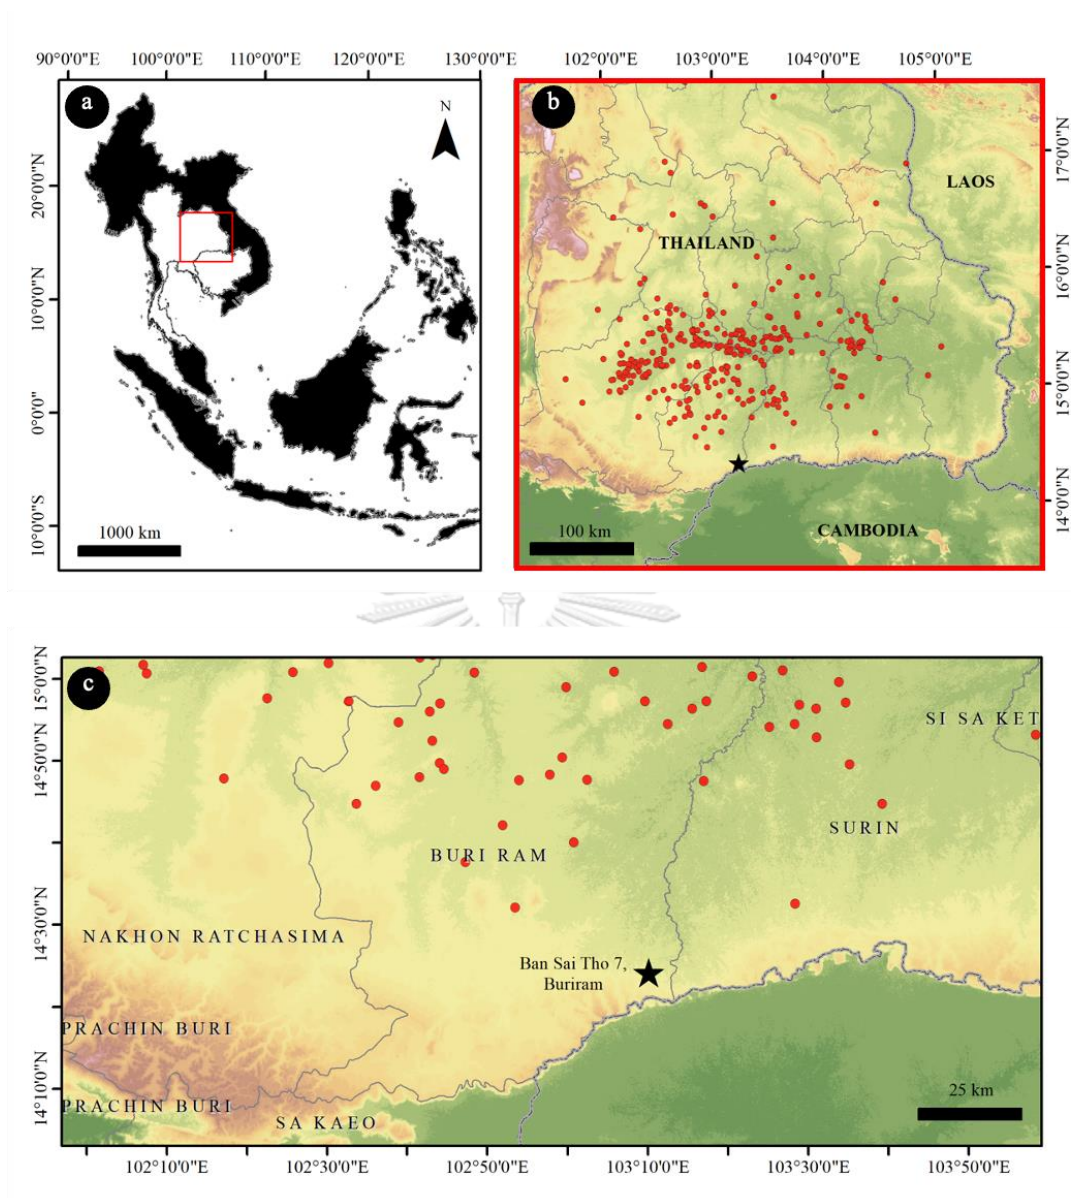 90°0'0"E 100°0'0"E 110°0'0"E 120°0'0"E 130°0'0"E
a
N
20°0'0"N
10°0'0"N
0°0'0"
10°0'0"S
1000 km
102°0'0"E 103°0'0"E 104°0'0"E 105°0'0"E
b
LAOS
THAILAND
CAMBODIA
100 km
17°0'0"N
16°0'0"N
15°0'0"N
14°0'0"N
c
15°0'0"N
14°50'0"N
14°30'0"N
14°10'0"N
SI SA KET
SURIN
BURI RAM
NAKHON RATCHASIMA
Ban Sai Tho 7,
Buriram
PRACHIN BURI
PRACHIN BURI
SA KAEO
25 km
102°10'0"E 102°30'0"E 102°50'0"E 103°10'0"E 103°30'0"E 103°50'0"E